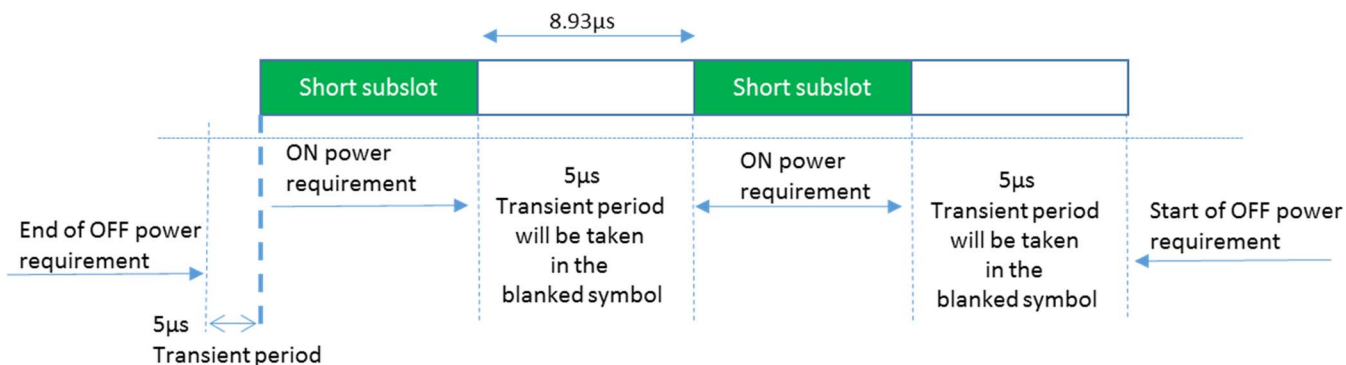 8.93µs
Short subslot
Short subslot
ON power
requirement
5µs
Transient period
will be taken
in the
blanked symbol
ON power
requirement
5µs
Transient period
will be taken
in the
blanked symbol
Start of OFF power
requirement
End of OFF power
requirement
5µs
Transient period